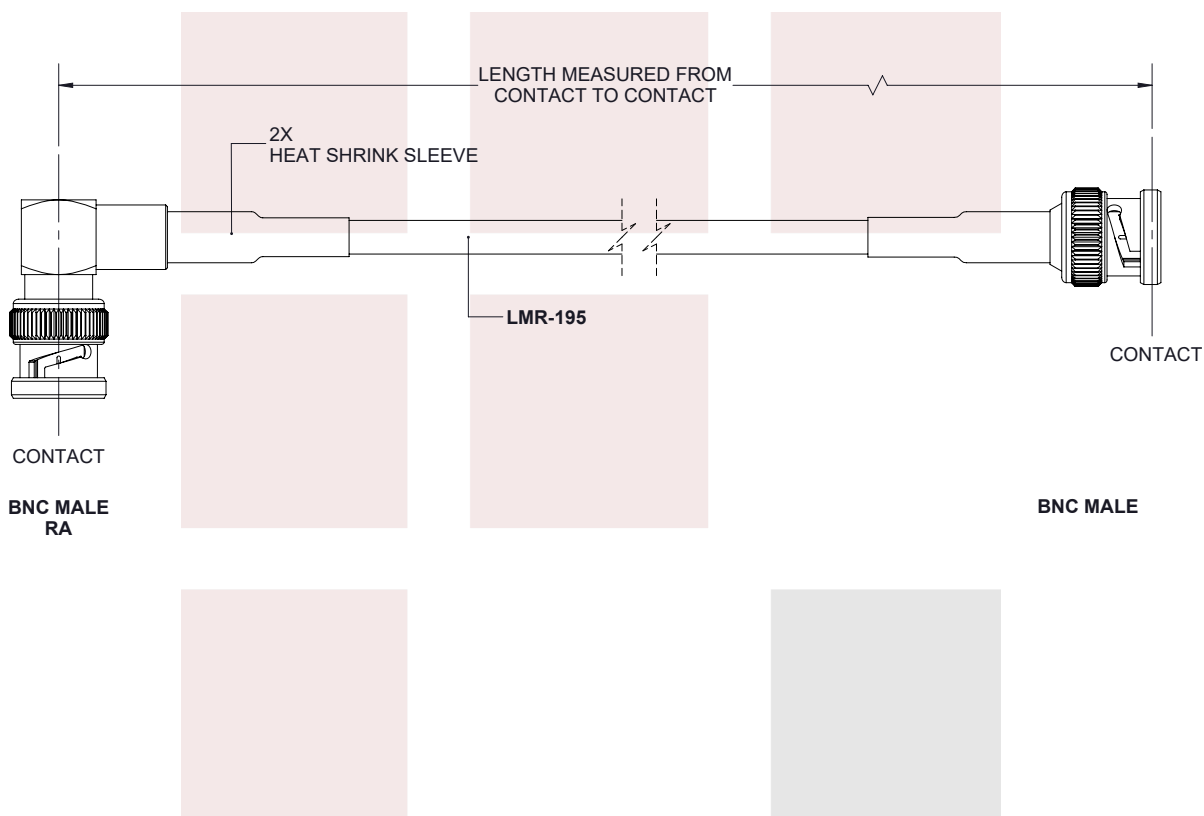 LENGTH MEASURED FROM
CONTACT TO CONTACT
2X
HEAT SHRINK SLEEVE
LMR-195
CONTACT
CONTACT
BNC MALE
RA
BNC MALE